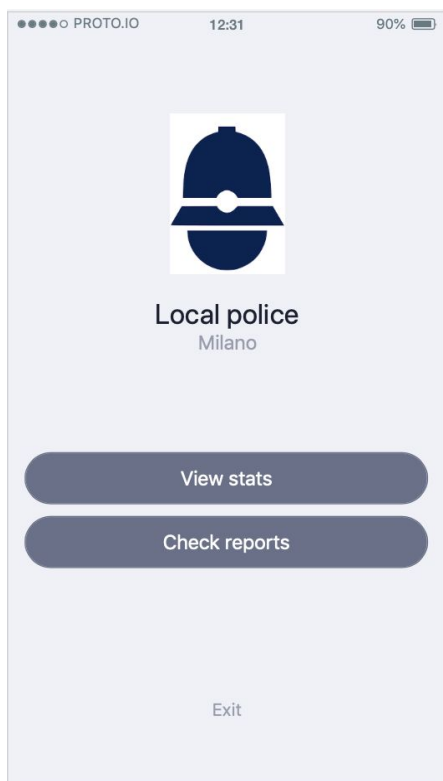 PROTO.IO 12:31 90%
Local police
Milano
View stats
Check reports
Exit